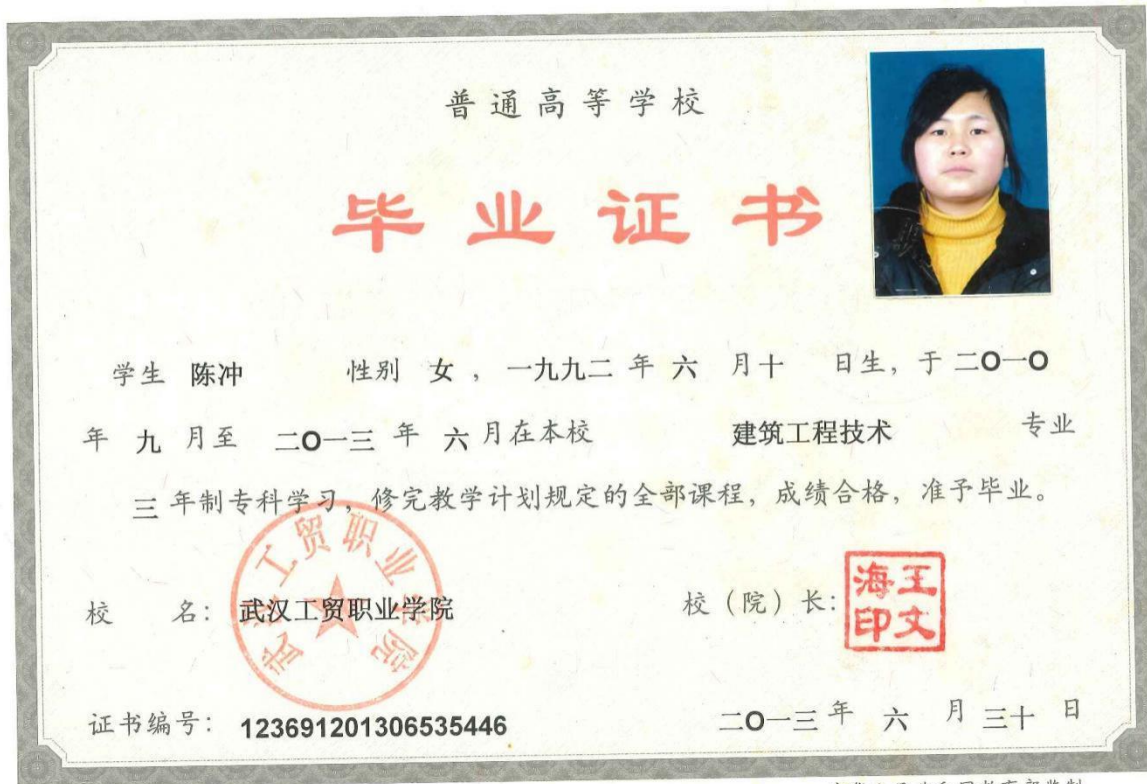 普通高等学校
毕业证书
学生 陈冲 性别 女，一九九二 年 六 月十 日生，于 二O一O
年 九 月至 二O一三 年 六 月在本校 建筑工程技术 专业
三 年制专科学习，修完教学计划规定的全部课程，成绩合格，准予毕业。
武汉工贸职业学院
校 名：武汉工贸职业学院 校（院）长：
王文海印
证书编号：123691201306535446 二O一三 年 六 月 三十 日